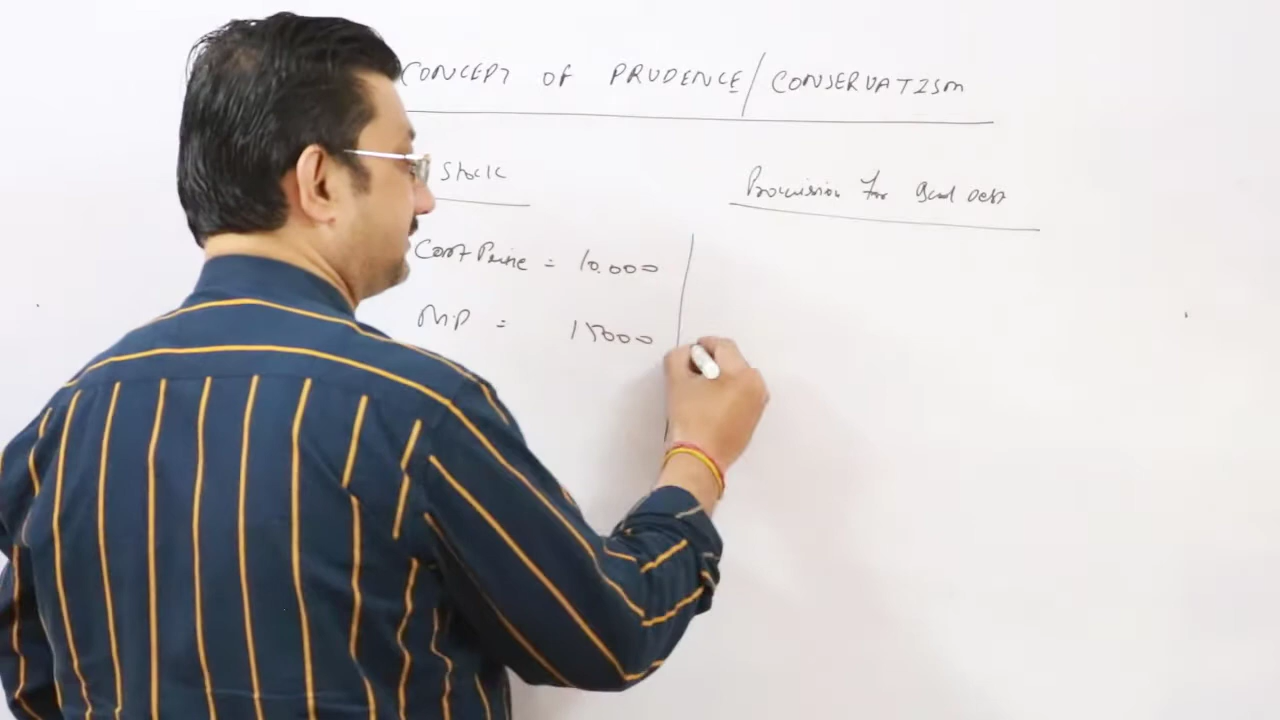 CONCEPT OF PRUDENCE/CONSERVATISM
Stock
Cost Price = 10.000
M.P = 15000
Provision For Bad Debt